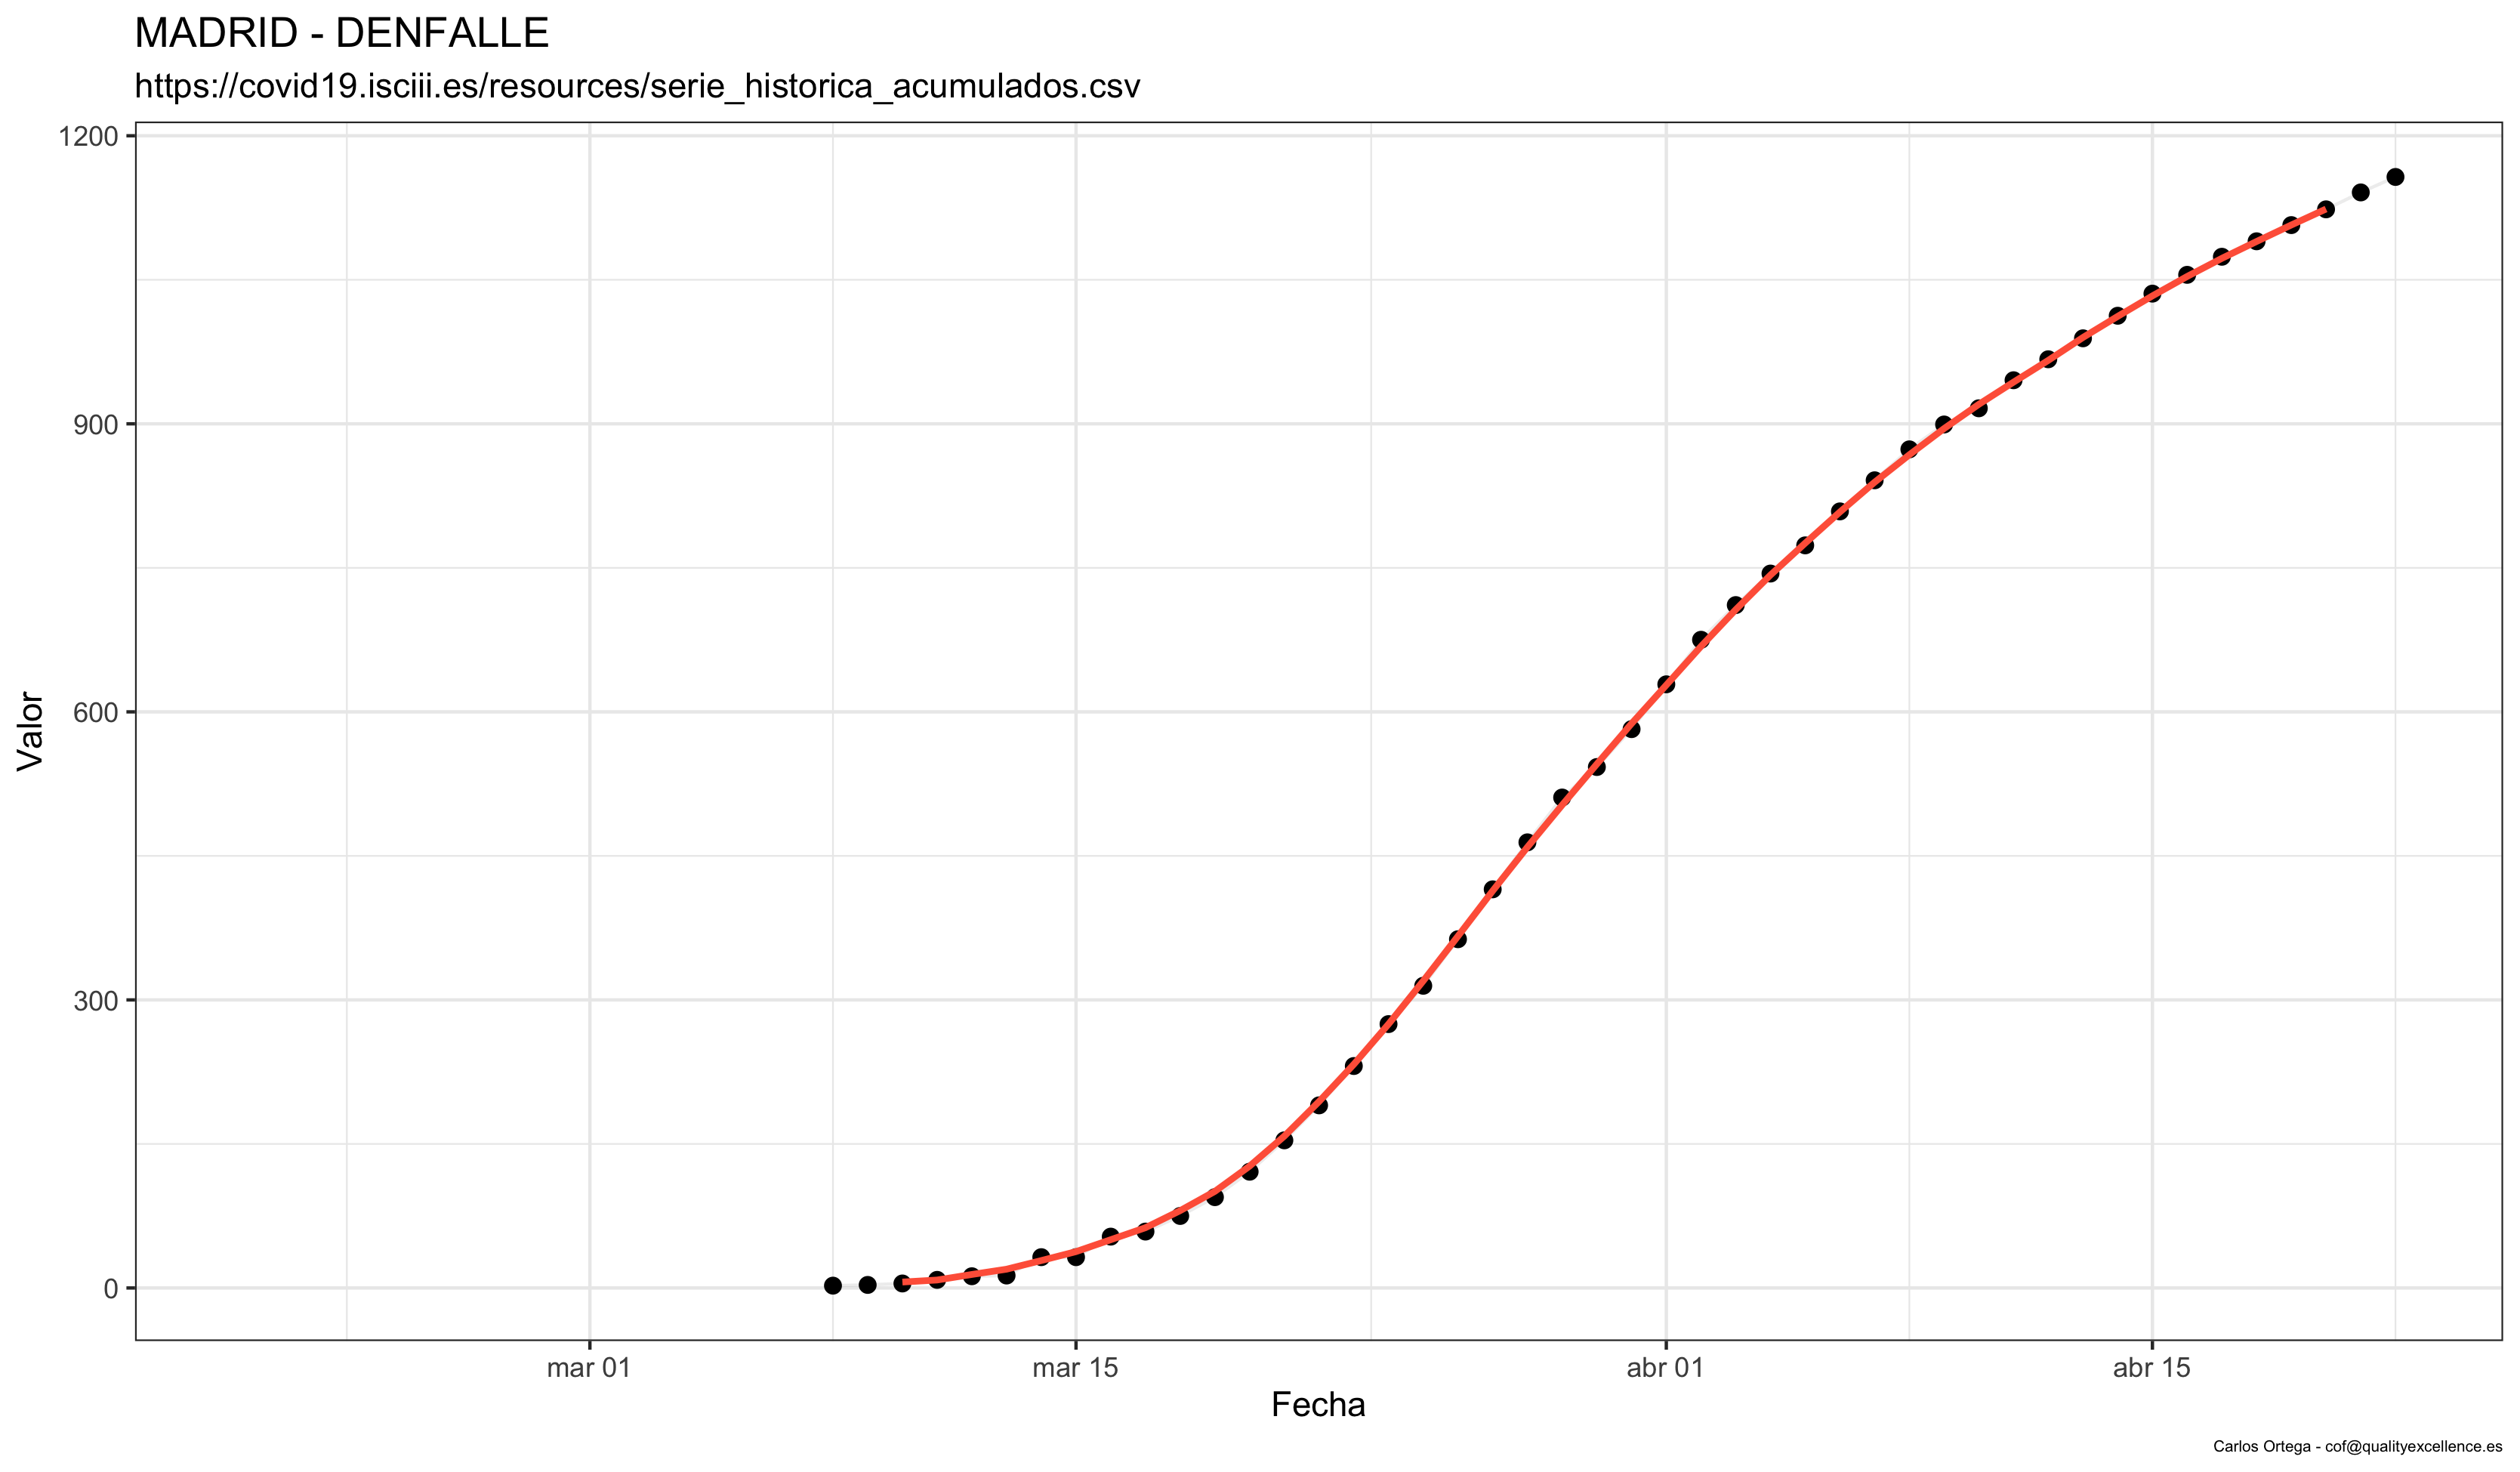 MADRID - DENFALLE
https://covid19.isciii.es/resources/serie_historica_acumulados.csv
1200
900
600
300
0
Valor
mar 01
mar 15
abr 01
abr 15
Fecha
Carlos Ortega - cof@qualityexcellence.es